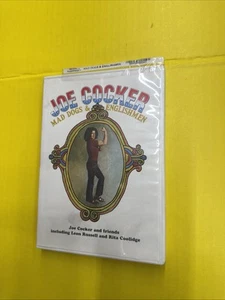 JOE COCKER
MAD DOGS & ENGLISHMEN
Joe Cocker and friends
including Leon Russell and Rita Coolidge